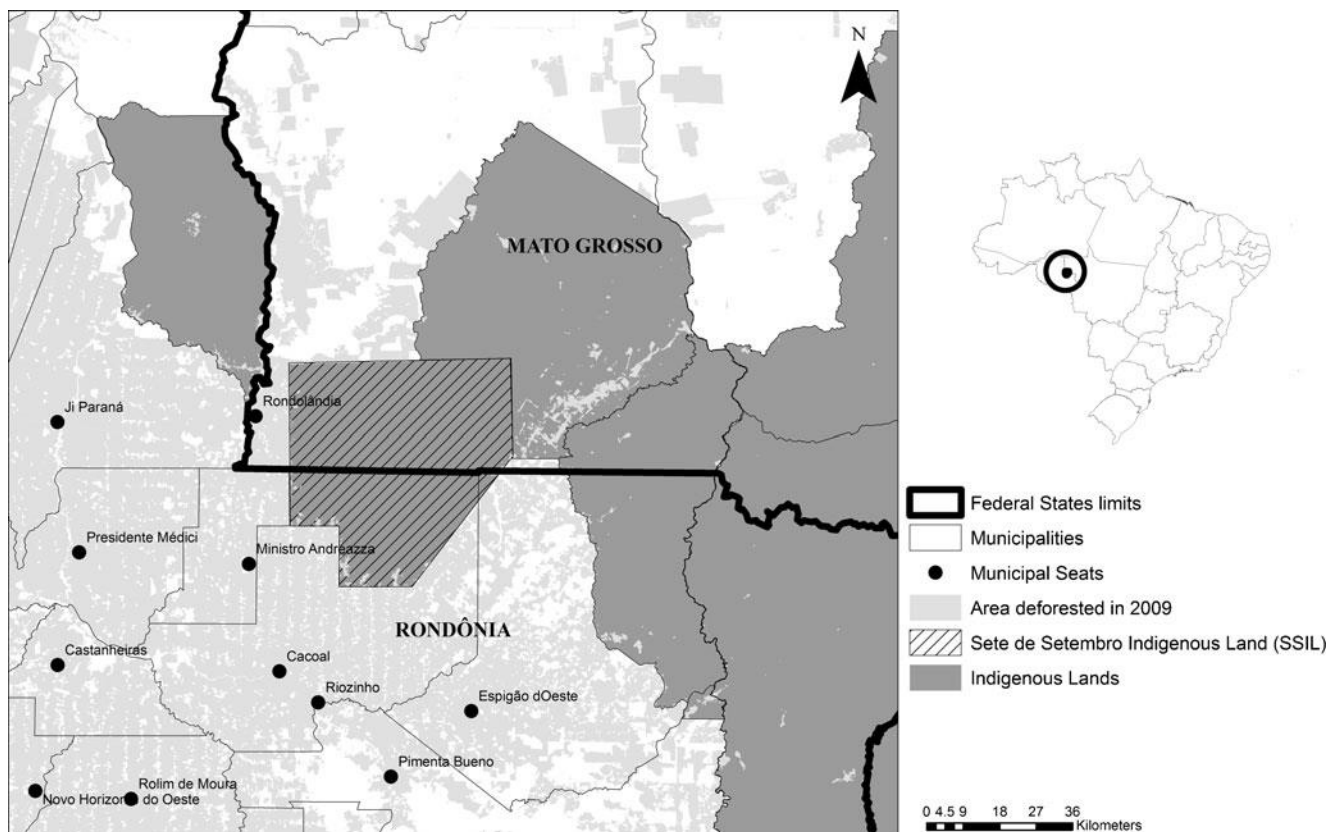 N
MATO GROSSO
Ji Paraná
Rondolândia
Presidente Médici
Ministro Andreazza
RONDÔNIA
Castanheiras
Cacoal
Riozinho
Espigão dOeste
Pimenta Bueno
Rolim de Moura
Novo Horizonte do Oeste
Federal States limits
Municipalities
Municipal Seats
Area deforested in 2009
Sete de Setembro Indigenous Land (SSIL)
Indigenous Lands
0 4.5 9 18 27 36
Kilometers